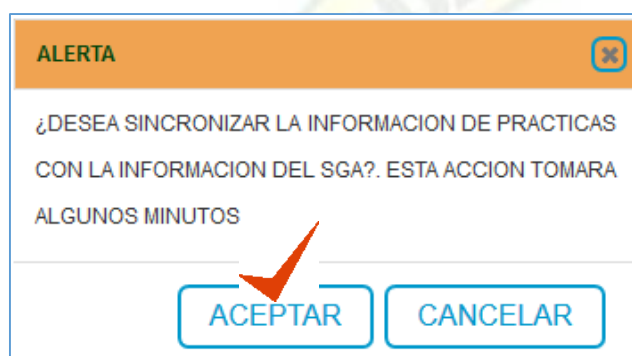 ALERTA
¿DESEA SINCRONIZAR LA INFORMACION DE PRACTICAS
CON LA INFORMACION DEL SGA?. ESTA ACCION TOMARA
ALGUNOS MINUTOS
ACEPTAR CANCELAR